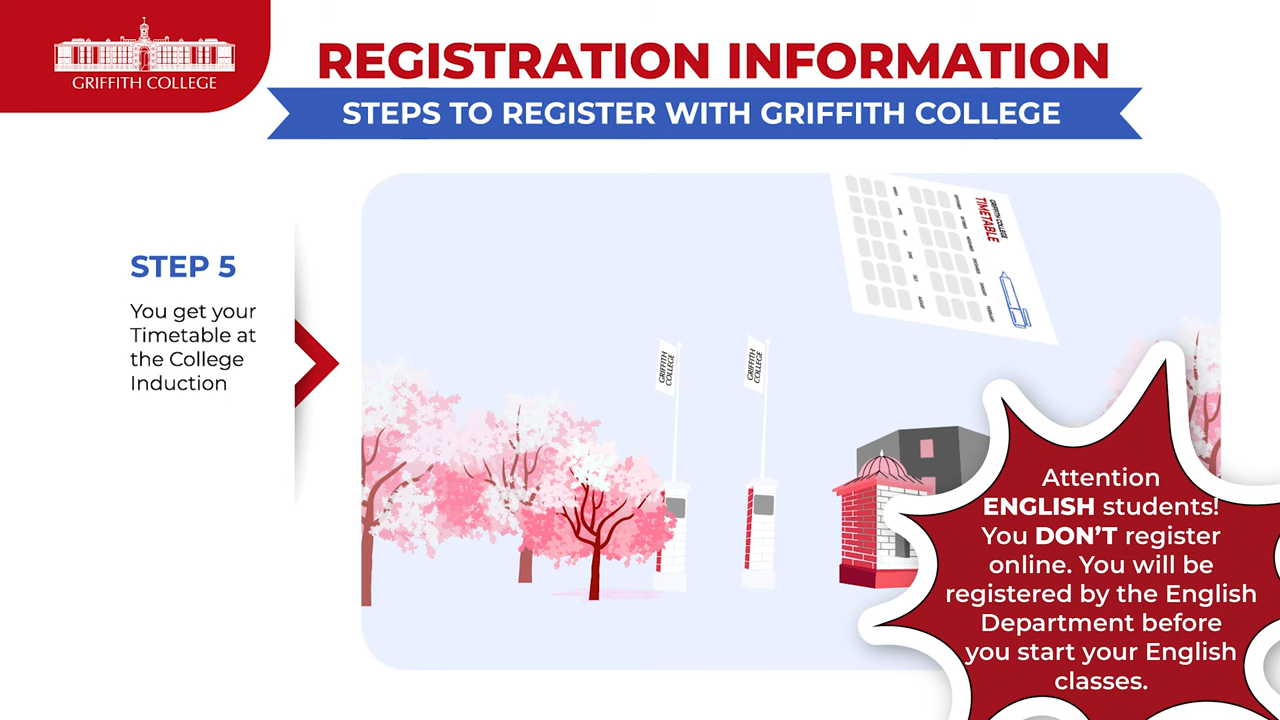 GRIFFITH COLLEGE
REGISTRATION INFORMATION
STEPS TO REGISTER WITH GRIFFITH COLLEGE
STEP 5
You get your
Timetable at
the College
Induction
GRIFFITH COLLEGE
TIMETABLE
GRIFFITH
COLLEGE
GRIFFITH
COLLEGE
Attention
ENGLISH students!
You DON'T register
online. You will be
registered by the English
Department before
you start your English
classes.